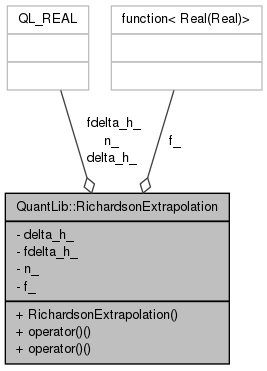 QL_REAL
function< Real(Real)>
fdelta_h_
n_
delta_h_
f_
QuantLib::RichardsonExtrapolation
- delta_h_
- fdelta_h_
- n_
- f_
+ RichardsonExtrapolation()
+ operator()()
+ operator()()